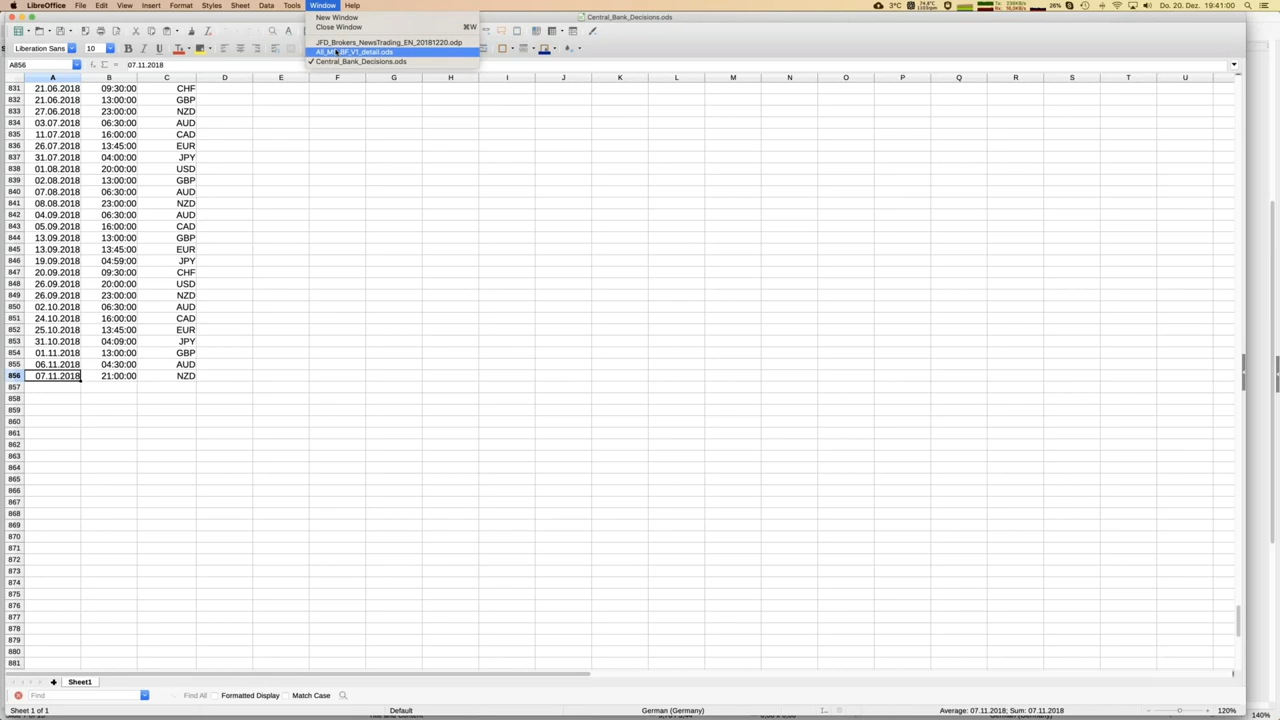 LibreOffice File Edit View Insert Format Styles Sheet Data Tools Window Help 3°C 26% Do. 20. Dez. 19:41:00
New Window
Close Window ⌘W
JFD_Brokers_NewsTrading_EN_20181220.odp
✓ Central_Bank_Decisions.ods
Central_Bank_Decisions.ods
Liberation Sans 10
A856 07.11.2018
A B C D E F G H I J K L M N O P Q R S T U
831 21.06.2018 09:30:00 CHF
832 21.06.2018 13:00:00 GBP
833 27.06.2018 23:00:00 NZD
834 03.07.2018 06:30:00 AUD
835 11.07.2018 16:00:00 CAD
836 26.07.2018 13:45:00 EUR
837 31.07.2018 04:00:00 JPY
838 01.08.2018 20:00:00 USD
839 02.08.2018 13:00:00 GBP
840 07.08.2018 06:30:00 AUD
841 08.08.2018 23:00:00 NZD
842 04.09.2018 06:30:00 AUD
843 05.09.2018 16:00:00 CAD
844 13.09.2018 13:00:00 GBP
845 13.09.2018 13:45:00 EUR
846 19.09.2018 04:59:00 JPY
847 20.09.2018 09:30:00 CHF
848 26.09.2018 20:00:00 USD
849 26.09.2018 23:00:00 NZD
850 02.10.2018 06:30:00 AUD
851 24.10.2018 16:00:00 CAD
852 25.10.2018 13:45:00 EUR
853 31.10.2018 04:09:00 JPY
854 01.11.2018 13:00:00 GBP
855 06.11.2018 04:30:00 AUD
856 07.11.2018 21:00:00 NZD
857
858
859
860
861
862
863
864
865
866
867
868
869
870
871
872
873
874
875
876
877
878
879
880
881
Sheet1
Find Find All Formatted Display Match Case
Sheet 1 of 1 Default German (Germany) Average: 07.11.2018; Sum: 07.11.2018 120%
140%